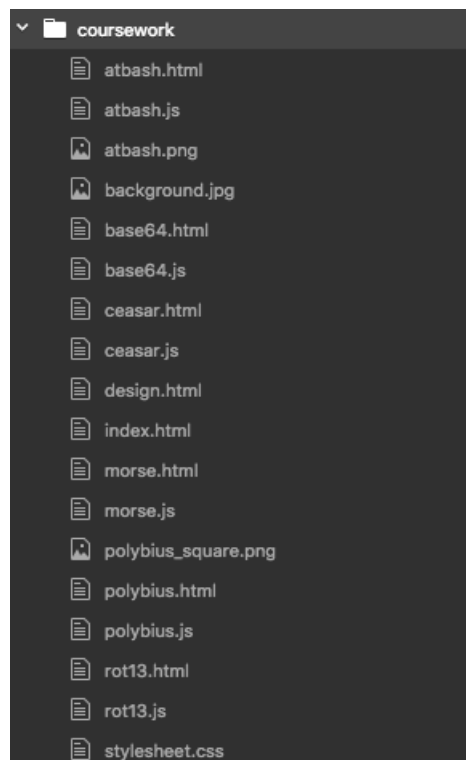 coursework
atbash.html
atbash.js
atbash.png
background.jpg
base64.html
base64.js
ceasar.html
ceasar.js
design.html
index.html
morse.html
morse.js
polybius_square.png
polybius.html
polybius.js
rot13.html
rot13.js
stylesheet.css